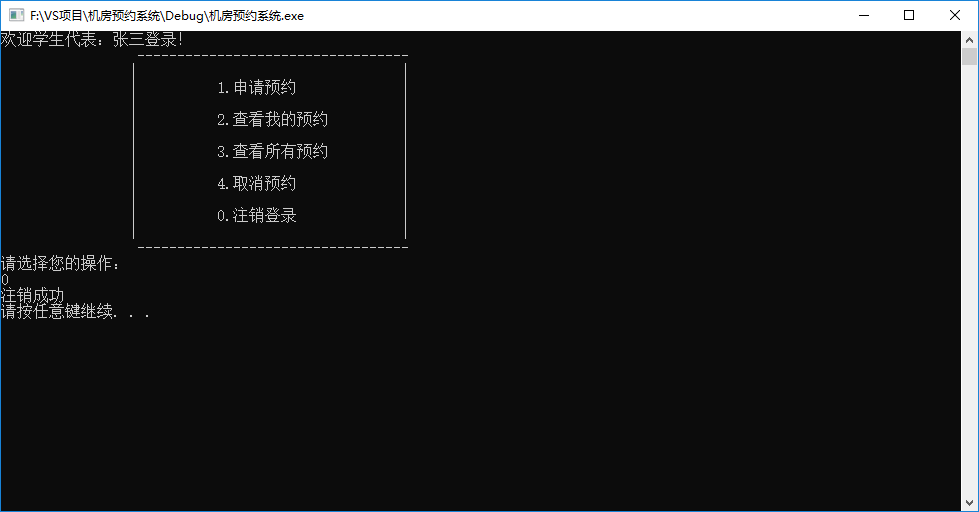 F:\VS项目\机房预约系统\Debug\机房预约系统.exe
欢迎学生代表：张三登录!
----------------------------------
1.申请预约
2.查看我的预约
3.查看所有预约
4.取消预约
0.注销登录
----------------------------------
请选择您的操作：
0
注销成功
请按任意键继续. . .